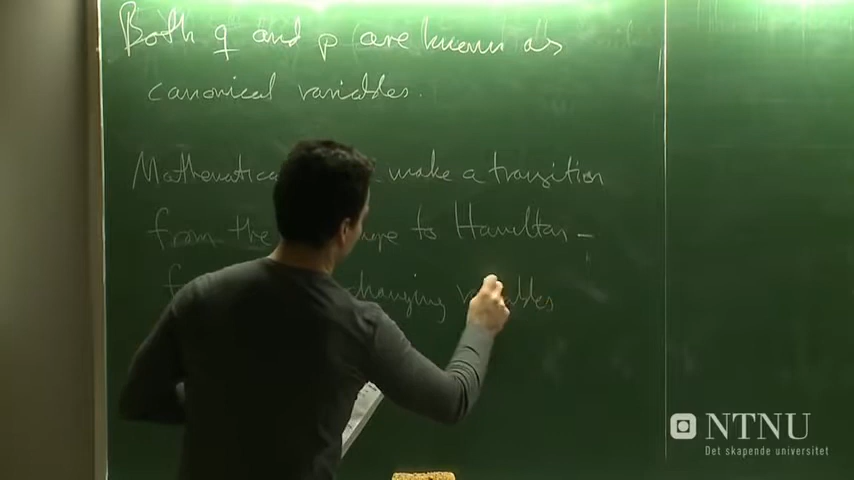 Both q and p are known as
canonical variables.
make a transition
from the to Hamilton-
changing variables
NTNU
Det skapende universitet